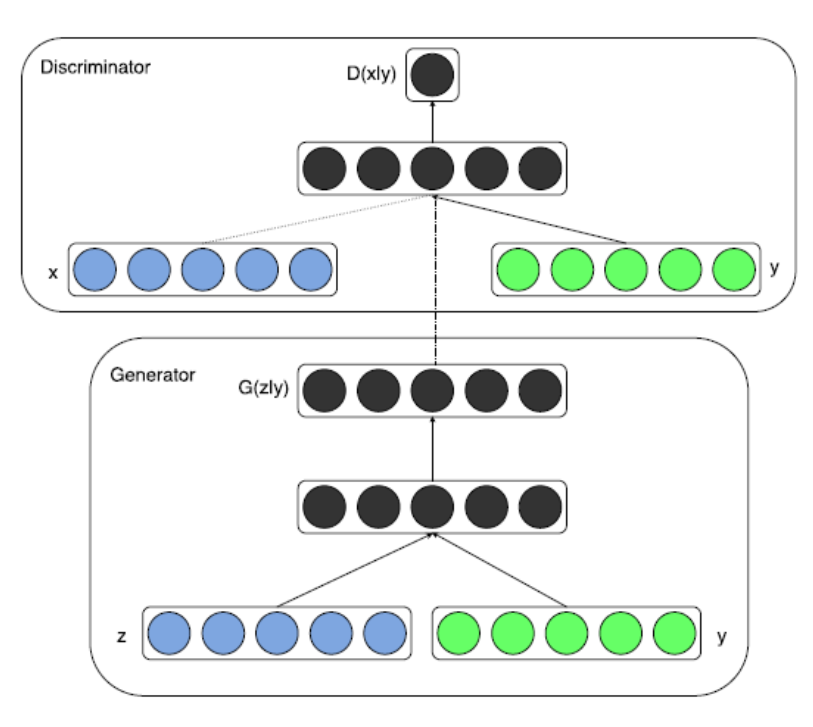 Discriminator
D(x|y)
x
y
Generator
G(z|y)
z
y